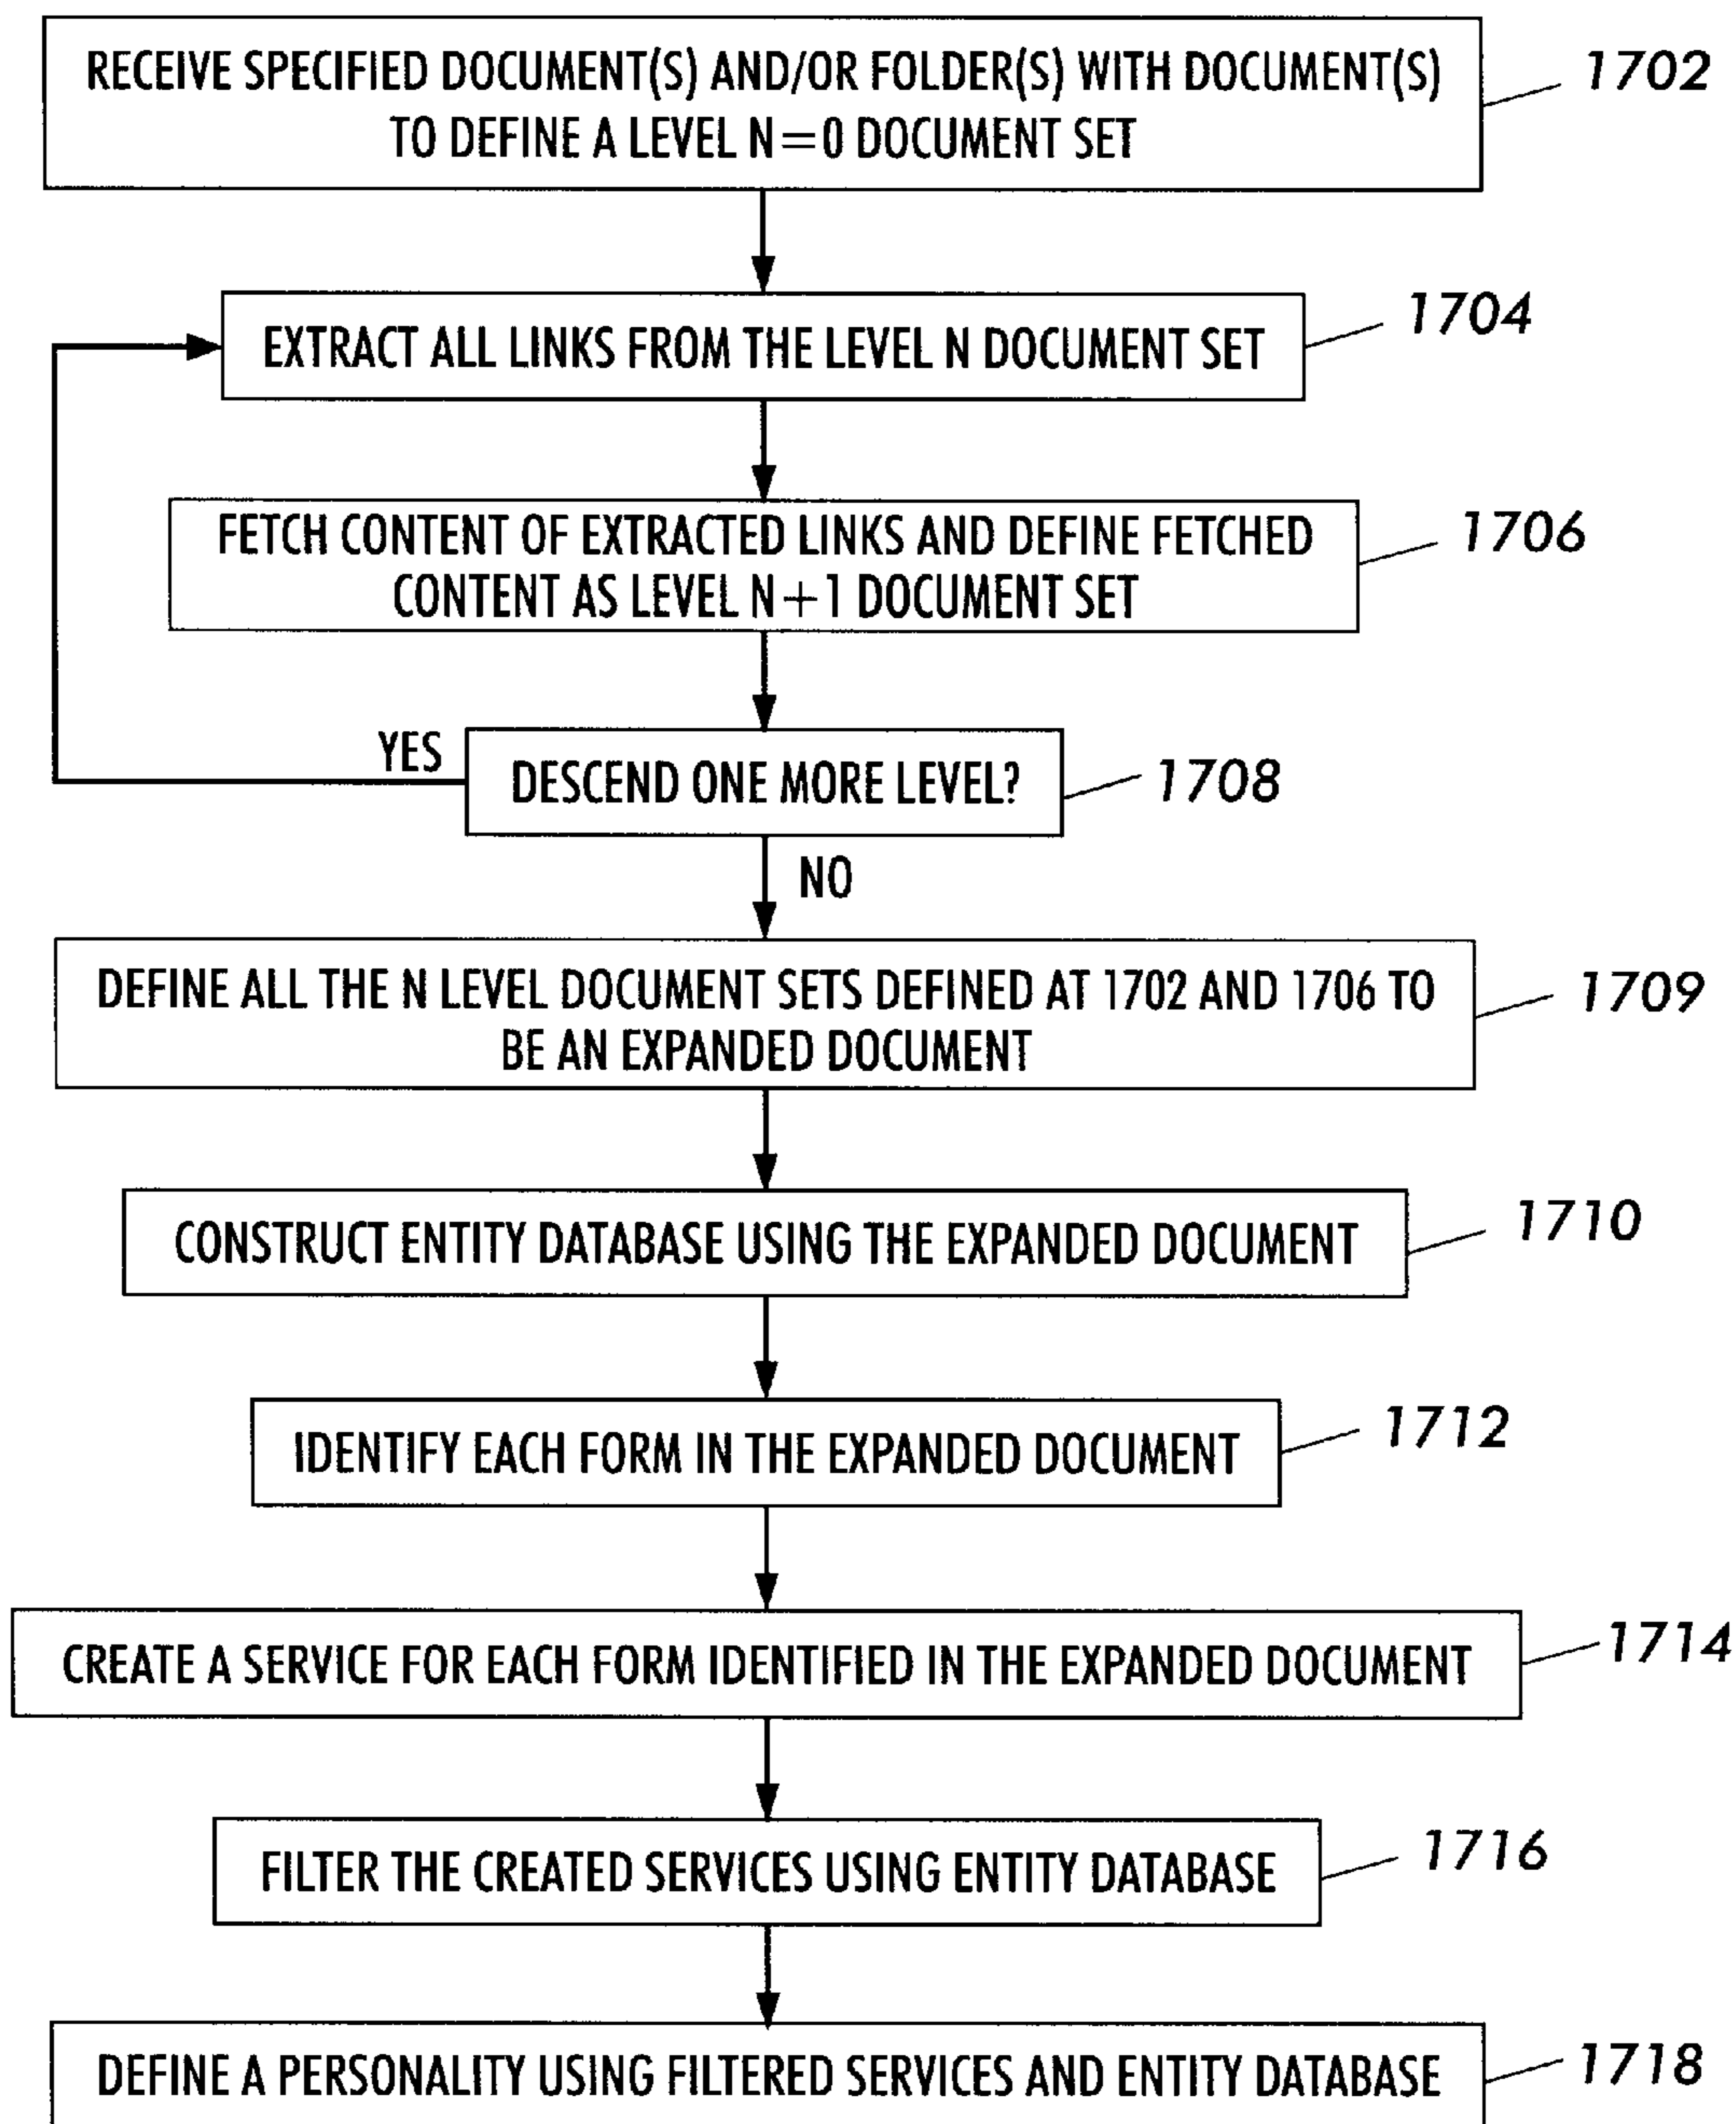 RECEIVE SPECIFIED DOCUMENT(S) AND/OR FOLDER(S) WITH DOCUMENT(S)
TO DEFINE A LEVEL N=0 DOCUMENT SET
1702
EXTRACT ALL LINKS FROM THE LEVEL N DOCUMENT SET
1704
FETCH CONTENT OF EXTRACTED LINKS AND DEFINE FETCHED
CONTENT AS LEVEL N+1 DOCUMENT SET
1706
YES
DESCEND ONE MORE LEVEL?
1708
NO
DEFINE ALL THE N LEVEL DOCUMENT SETS DEFINED AT 1702 AND 1706 TO
BE AN EXPANDED DOCUMENT
1709
CONSTRUCT ENTITY DATABASE USING THE EXPANDED DOCUMENT
1710
IDENTIFY EACH FORM IN THE EXPANDED DOCUMENT
1712
CREATE A SERVICE FOR EACH FORM IDENTIFIED IN THE EXPANDED DOCUMENT
1714
FILTER THE CREATED SERVICES USING ENTITY DATABASE
1716
DEFINE A PERSONALITY USING FILTERED SERVICES AND ENTITY DATABASE
1718